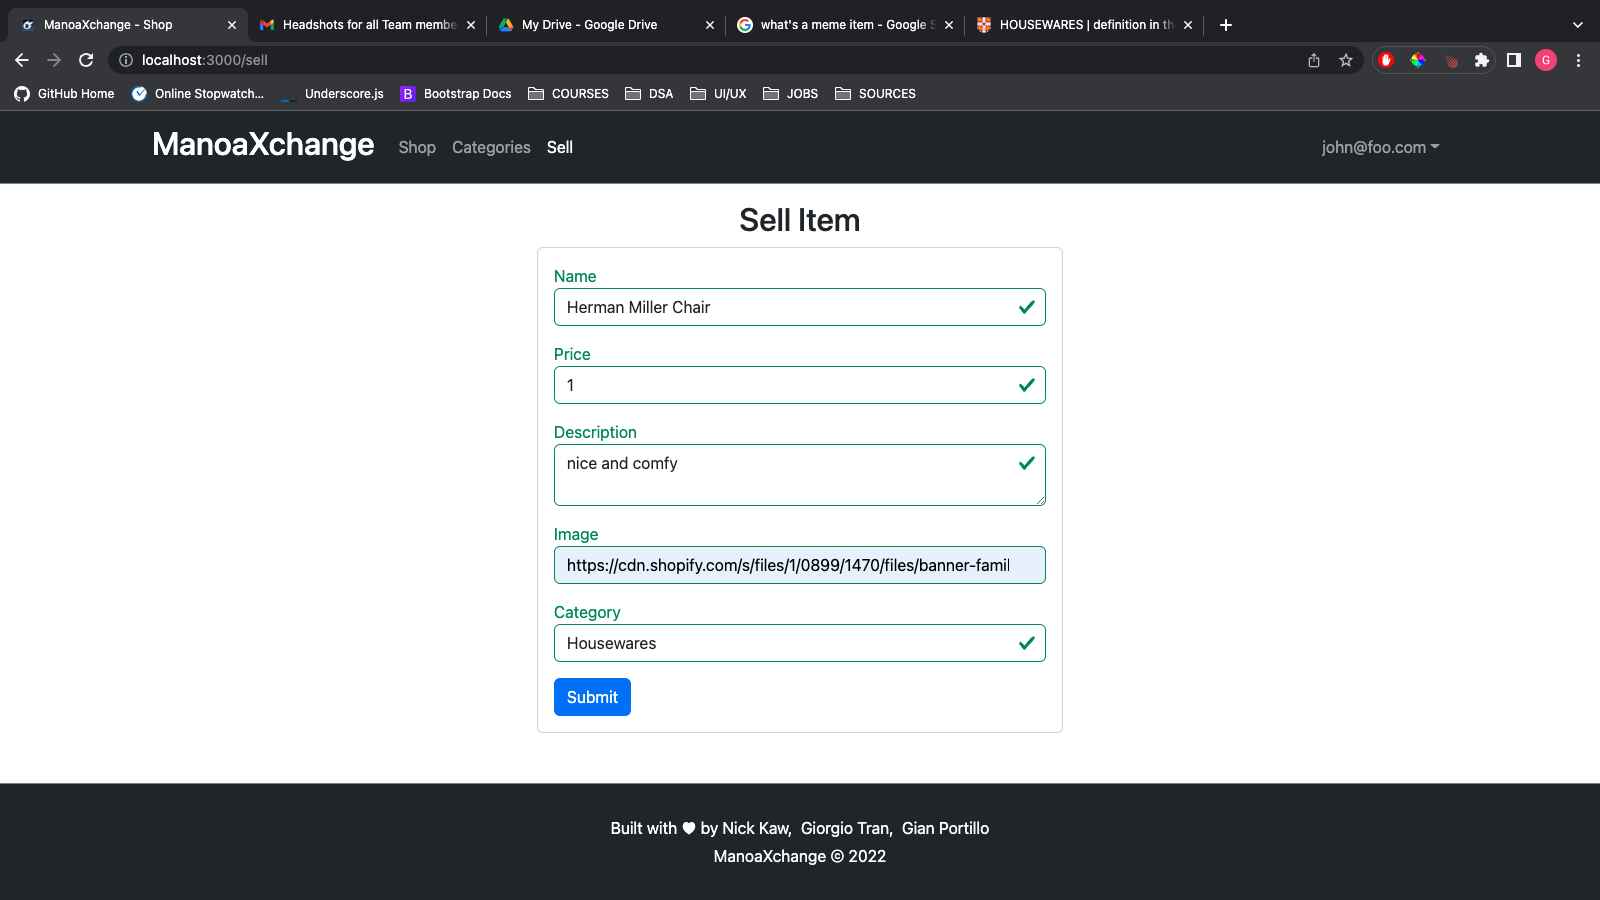 ManoaXchange - Shop
Headshots for all Team membe
My Drive - Google Drive
what's a meme item - Google S
HOUSEWARES | definition in th
localhost:3000/sell
G
GitHub Home
Online Stopwatch...
Underscore.js
B Bootstrap Docs
COURSES
DSA
UI/UX
JOBS
SOURCES
ManoaXchange
Shop
Categories
Sell
john@foo.com
Sell Item
Name
Herman Miller Chair
Price
1
Description
nice and comfy
Image
https://cdn.shopify.com/s/files/1/0899/1470/files/banner-famil
Category
Housewares
Submit
Built with ♥ by Nick Kaw, Giorgio Tran, Gian Portillo
ManoaXchange © 2022